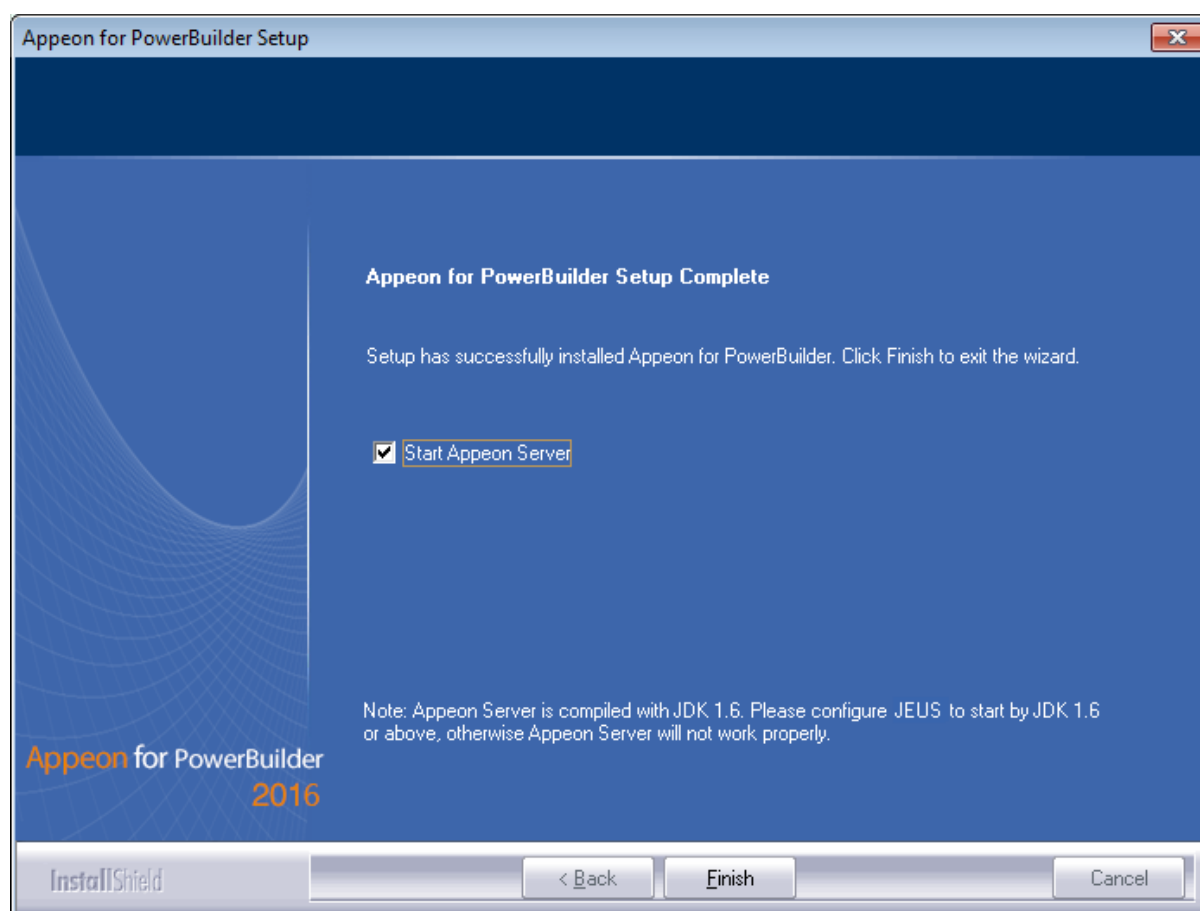 Appeon for PowerBuilder Setup
Appeon for PowerBuilder Setup Complete
Setup has successfully installed Appeon for PowerBuilder. Click Finish to exit the wizard.
Start Appeon Server
Note: Appeon Server is compiled with JDK 1.6. Please configure JEUS to start by JDK 1.6
or above, otherwise Appeon Server will not work properly.
Appeon for PowerBuilder
2016
InstallShield
< Back
Finish
Cancel